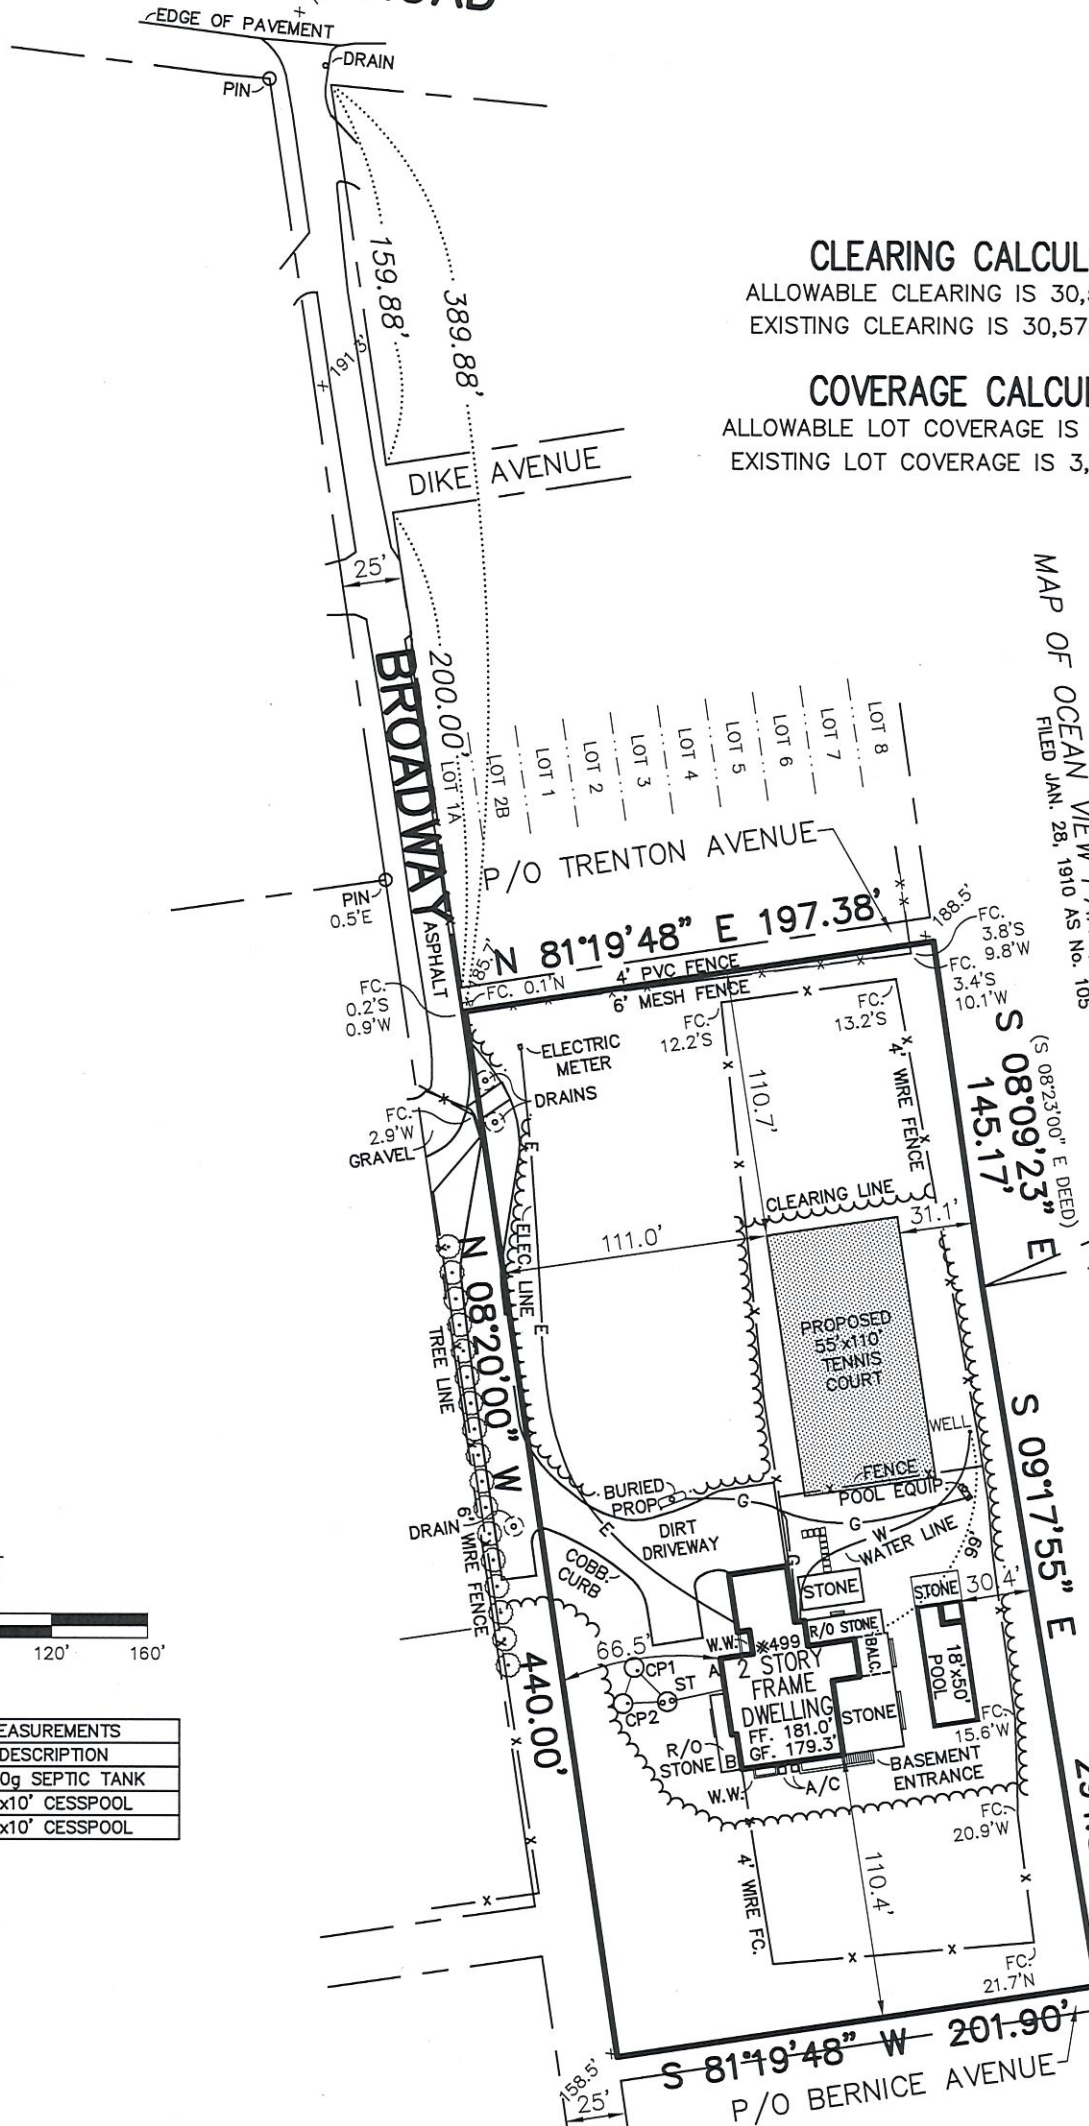 EDGE OF PAVEMENT
DRAIN
PIN
159.88'
389.88'
191.3'
CLEARING
ALLOWABLE CLEARING IS
EXISTING CLEARING IS
COVERAGE
ALLOWABLE LOT COVERAGE IS
EXISTING LOT COVERAGE IS
DIKE AVENUE
25'
BROADWAY
200.00'
LOT 1A
LOT 2B
LOT 1
LOT 2
LOT 3
LOT 4
LOT 5
LOT 6
LOT 7
LOT 8
MAP OF OCEAN VIEW
FILED JAN. 28, 1910 AS No.
P/O TRENTON AVENUE
PIN
0.5'E
ASPHALT
N 81°19'48" E 197.38'
188.5'
185.7'
4' PVC FENCE
6' MESH FENCE
FC. 0.1'N
FC.
0.2'S
0.9'W
FC.
3.8'S
9.8'W
FC.
3.4'S
10.1'W
FC.
12.2'S
FC.
13.2'S
ELECTRIC
METER
DRAINS
FC.
2.9'W
GRAVEL
110.7'
4' WIRE FENCE
S 08°09'23" E
(S 08°23'00" E DEED)
145.17'
CLEARING LINE
31.1'
111.0'
ELEC. LINE
E
E
E
N 08°20'00" W
TREE LINE
PROPOSED
55'x110'
TENNIS
COURT
S 09°17'55" E
WELL
FENCE
POOL EQUIP.
BURIED
PROP.
G
G
G
W
DIRT
DRIVEWAY
WATER LINE
99'
DRAIN
6' WIRE FENCE
COBB.
CURB
STONE
STONE
30.4'
R/O STONE
BALC.
18'x50'
POOL
120'
160'
440.00'
66.5'
W.W.
A
CP1
ST
CP2
#499
2 STORY
FRAME
DWELLING
FF. 181.0'
GF. 179.3'
STONE
FC.
15.6'W
R/O
STONE
B
W.W.
A/C
BASEMENT
ENTRANCE
DESCRIPTION
SEPTIC TANK
x10' CESSPOOL
x10' CESSPOOL
FC.
20.9'W
4' WIRE FC.
110.4'
FC.
21.7'N
S 81°19'48" W 201.90'
158.5'
25'
P/O BERNICE AVENUE